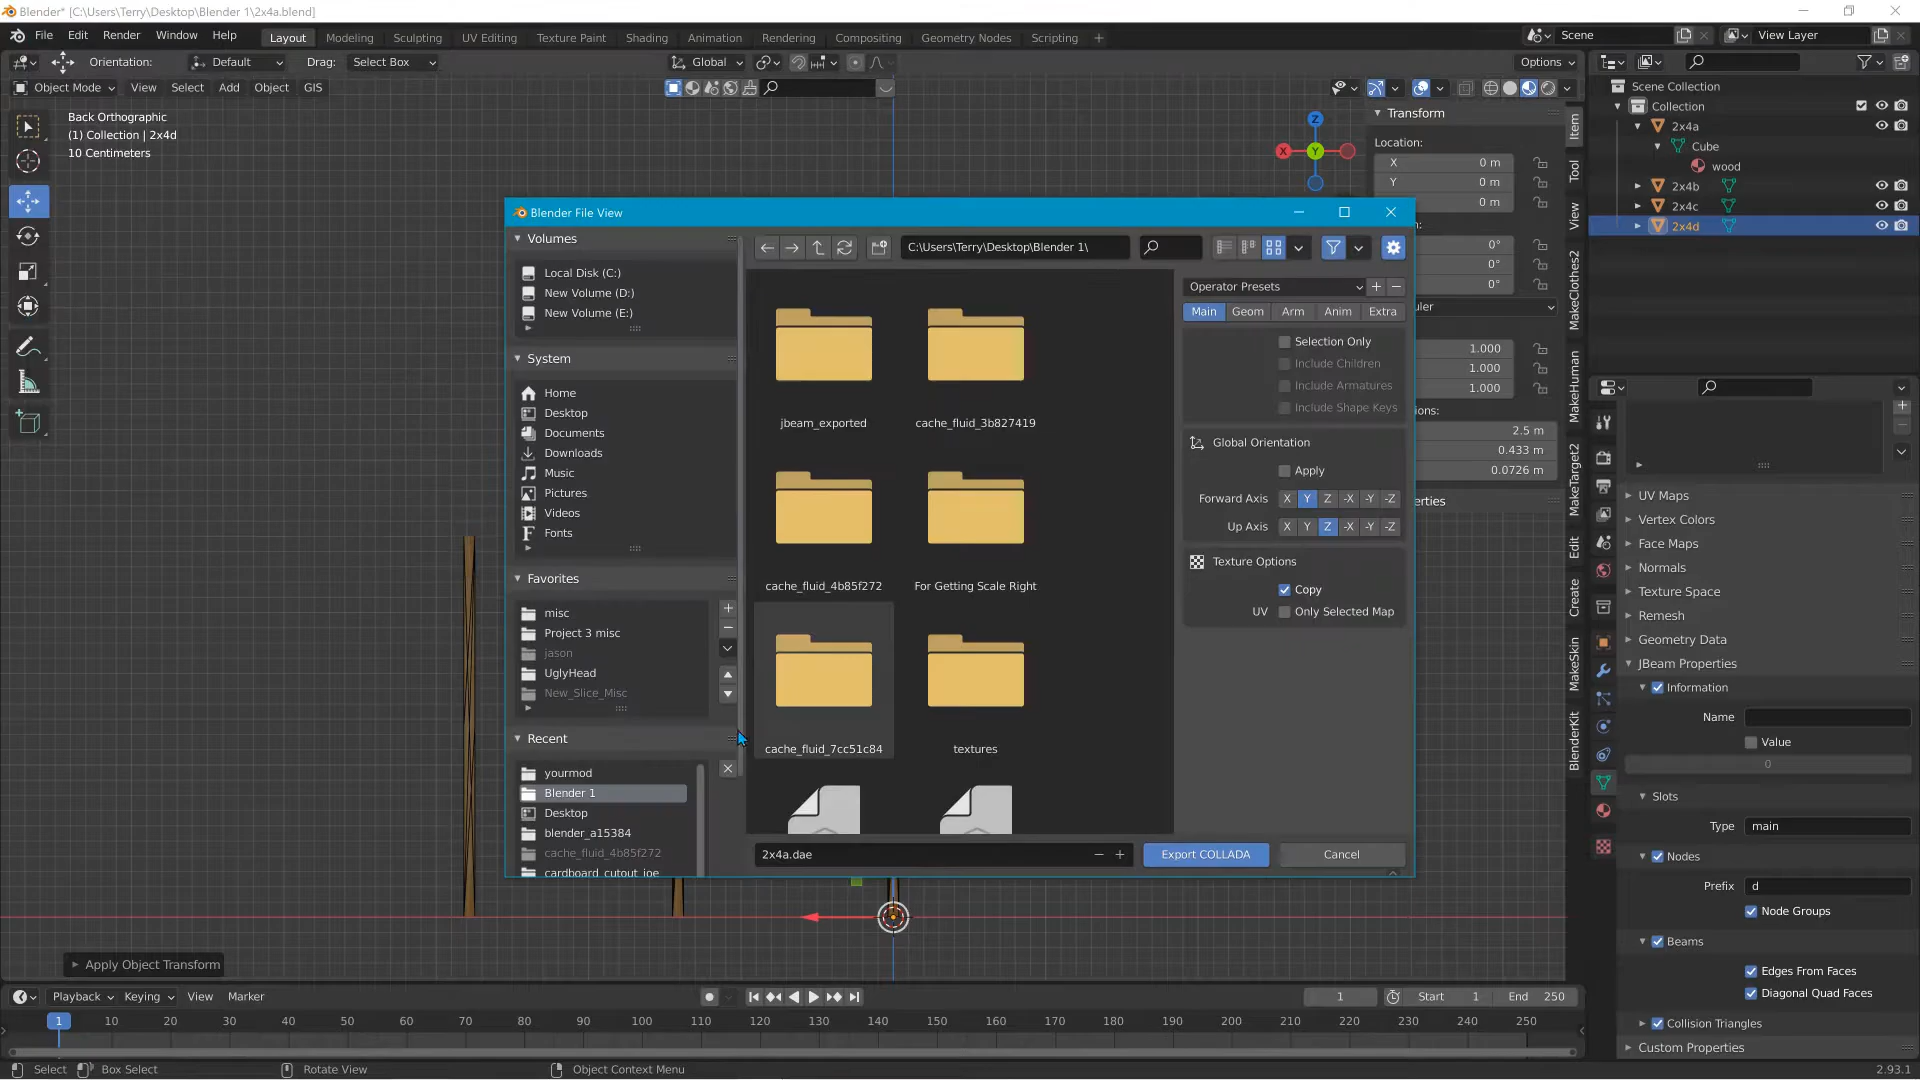 Blender* [C:\Users\Terry\Desktop\Blender 1\2x4a.blend]
File Edit Render Window Help
Layout Modeling Sculpting UV Editing Texture Paint Shading Animation Rendering Compositing Geometry Nodes Scripting
Scene
View Layer
Orientation: Default Drag: Select Box
Global
Options
Object Mode View Select Add Object GIS
Back Orthographic
(1) Collection | 2x4d
10 Centimeters
Z
X
Y
Transform
Location:
X 0 m
Y 0 m
0 m
0°
0°
0°
1.000
1.000
1.000
2.5 m
0.433 m
0.0726 m
Item
Tool
View
MakeClothes2
MakeHuman
MakeTarget2
Edit
Create
MakeSkin
BlenderKit
Scene Collection
Collection
2x4a
Cube
wood
2x4b
2x4c
2x4d
Blender File View
Volumes
Local Disk (C:)
New Volume (D:)
New Volume (E:)
System
Home
Desktop
Documents
Downloads
Music
Pictures
Videos
Fonts
Favorites
misc
Project 3 misc
jason
UglyHead
New_Slice_Misc
Recent
yourmod
Blender 1
Desktop
blender_a15384
cache_fluid_4b85f272
cardboard_cutout_joe
C:\Users\Terry\Desktop\Blender 1\
jbeam_exported
cache_fluid_3b827419
cache_fluid_4b85f272
For Getting Scale Right
cache_fluid_7cc51c84
textures
2x4a.dae
Export COLLADA
Cancel
Operator Presets
Main Geom Arm Anim Extra
Selection Only
Include Children
Include Armatures
Include Shape Keys
Global Orientation
Apply
Forward Axis X Y Z -X -Y -Z
Up Axis X Y Z -X -Y -Z
Texture Options
Copy
UV Only Selected Map
UV Maps
Vertex Colors
Face Maps
Normals
Texture Space
Remesh
Geometry Data
JBeam Properties
Information
Name
Value
0
Slots
Type main
Nodes
Prefix d
Node Groups
Beams
Edges From Faces
Diagonal Quad Faces
Collision Triangles
Custom Properties
Apply Object Transform
Playback Keying View Marker
1 Start 1 End 250
1 10 20 30 40 50 60 70 80 90 100 110 120 130 140 150 160 170 180 190 200 210 220 230 240 250
Select Box Select Rotate View Object Context Menu
2.93.1